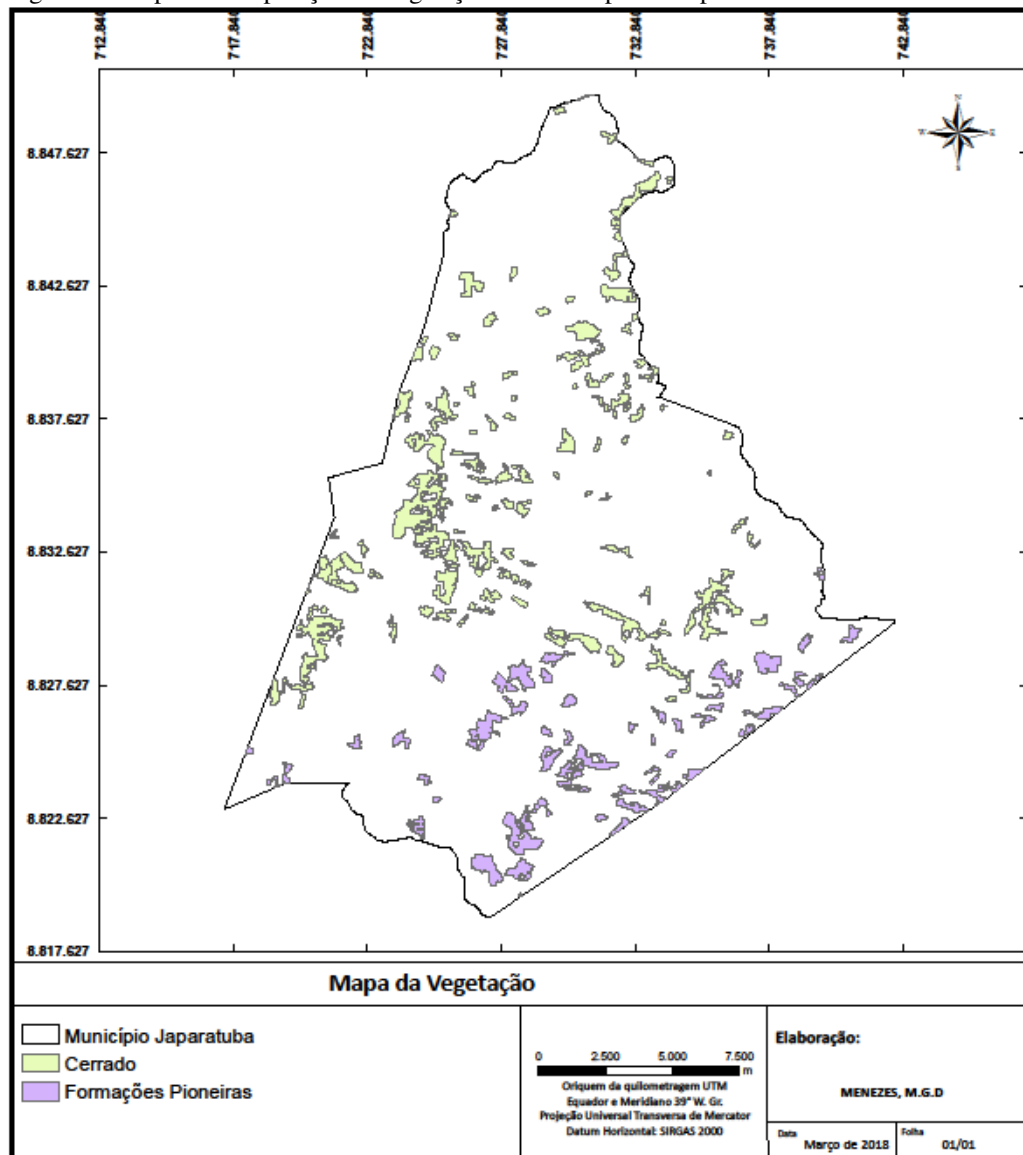 712.840
717.840
722.840
727.840
732.840
737.840
742.840
N
W
E
S
8.847.627
8.842.627
8.837.627
8.832.627
8.827.627
8.822.627
8.817.627
Mapa da Vegetação
Município Japaratuba
Cerrado
Formações Pioneiras
0 2.500 5.000 7.500
m
Oriquem da quilometragem UTM
Equador e Meridiano 39° W. Gr.
Projeção Universal Transversa de Mercator
Datum Horizontal: SIRGAS 2000
Elaboração:
MENEZES, M.G.D
Data
Março de 2018
Folha
01/01